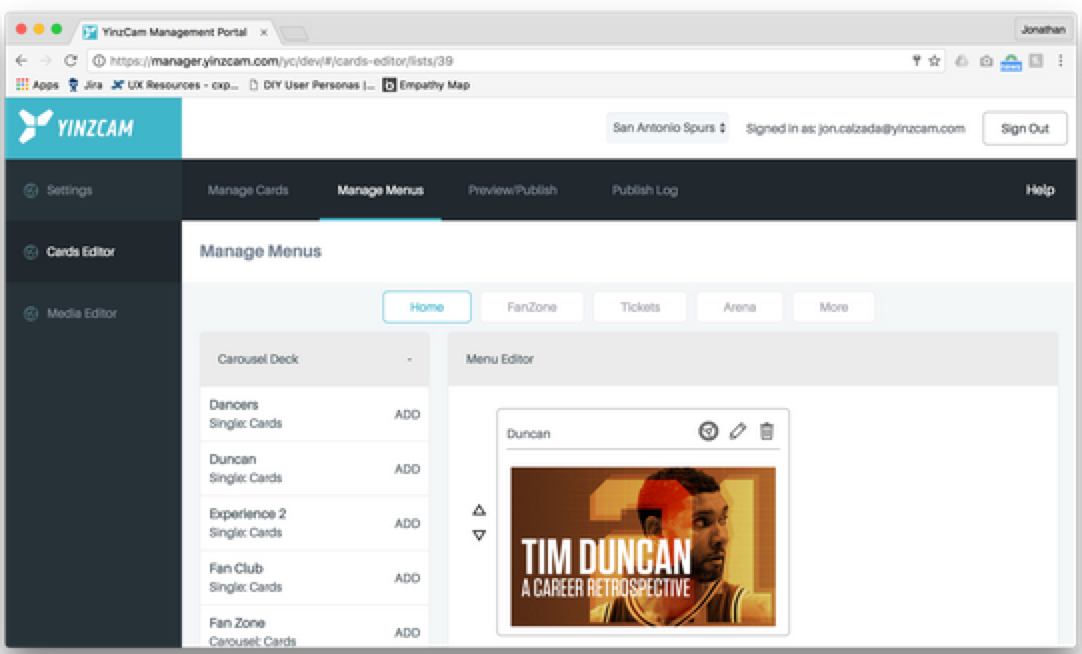 YinzCam Management Portal ×
Jonathan
https://manager.yinzcam.com/yc/dev/#/cards-editor/lists/39
Apps Jira UX Resources - cxp... DIY User Personas |... Empathy Map
YINZCAM
San Antonio Spurs
Signed in as: jon.calzada@yinzcam.com
Sign Out
Settings
Manage Cards
Manage Menus
Preview/Publish
Publish Log
Help
Cards Editor
Manage Menus
Media Editor
Home
FanZone
Tickets
Arena
More
Carousel Deck -
Menu Editor
Dancers
Single: Cards
ADD
Duncan
Single: Cards
ADD
Experience 2
Single: Cards
ADD
Fan Club
Single: Cards
ADD
Fan Zone
Carousel: Cards
ADD
Duncan
21
TIM DUNCAN
A CAREER RETROSPECTIVE